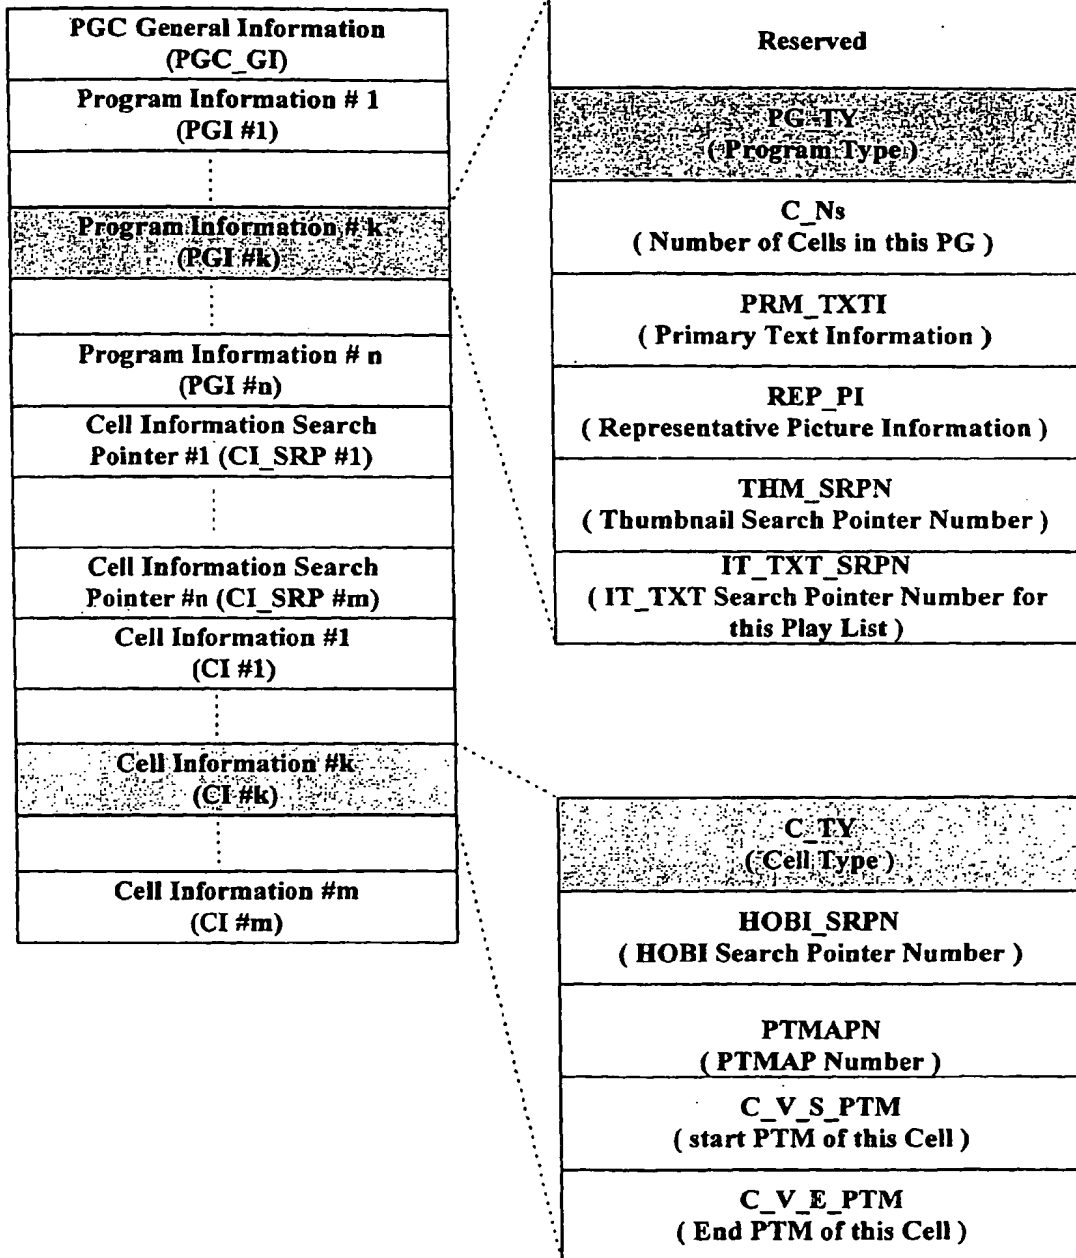 PGC General Information
(PGC_GI)
Program Information # 1
(PGI #1)
Program Information # k
(PGI #k)
Program Information # n
(PGI #n)
Cell Information Search
Pointer #1 (CI_SRP #1)
Cell Information Search
Pointer #n (CI_SRP #m)
Cell Information #1
(CI #1)
Cell Information #k
(CI #k)
Cell Information #m
(CI #m)
Reserved
PG_TY
( Program Type )
C_Ns
( Number of Cells in this PG )
PRM_TXTI
( Primary Text Information )
REP_PI
( Representative Picture Information )
THM_SRPN
( Thumbnail Search Pointer Number )
IT_TXT_SRPN
( IT_TXT Search Pointer Number for
this Play List )
C_TY
( Cell Type )
HOBI_SRPN
( HOBI Search Pointer Number )
PTMAPN
( PTMAP Number )
C_V_S_PTM
( start PTM of this Cell )
C_V_E_PTM
( End PTM of this Cell )